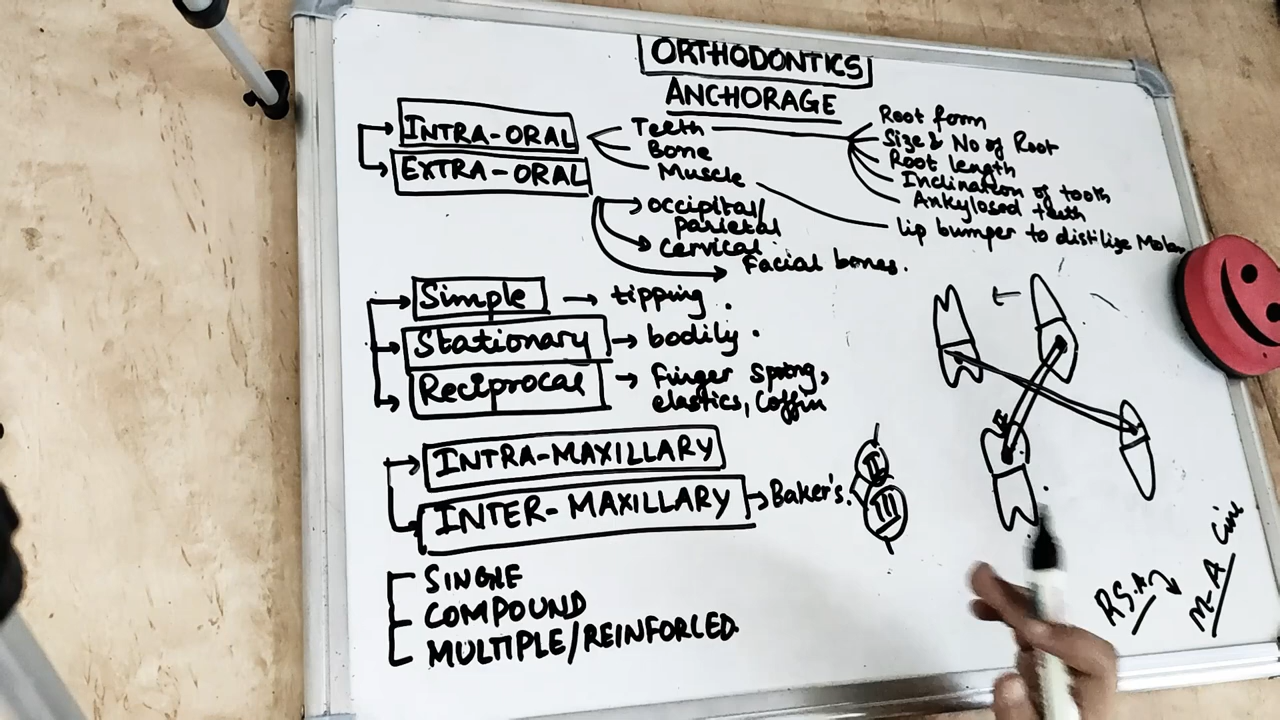 ORTHODONTICS
ANCHORAGE
INTRA-ORAL
EXTRA-ORAL
Teeth
Bone
Muscle
Root form
Size & No of Root
Root length
Inclination of tooth
Ankylosed teeth
lip bumper to distilize Molar
occipital/
parietal
cervical
facial bones.
Simple → tipping.
Stationary → bodily.
Reciprocal → Finger spring,
elastics, Coffin
INTRA-MAXILLARY
INTER-MAXILLARY → Baker's.
II
III
SINGLE
COMPOUND
MULTIPLE/REINFORCED.
M-A